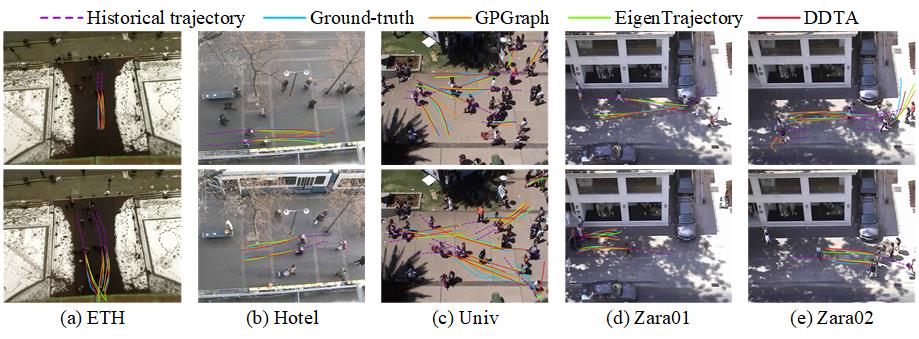 Historical trajectory Ground-truth GPGraph EigenTrajectory DDTA
(a) ETH (b) Hotel (c) Univ (d) Zara01 (e) Zara02